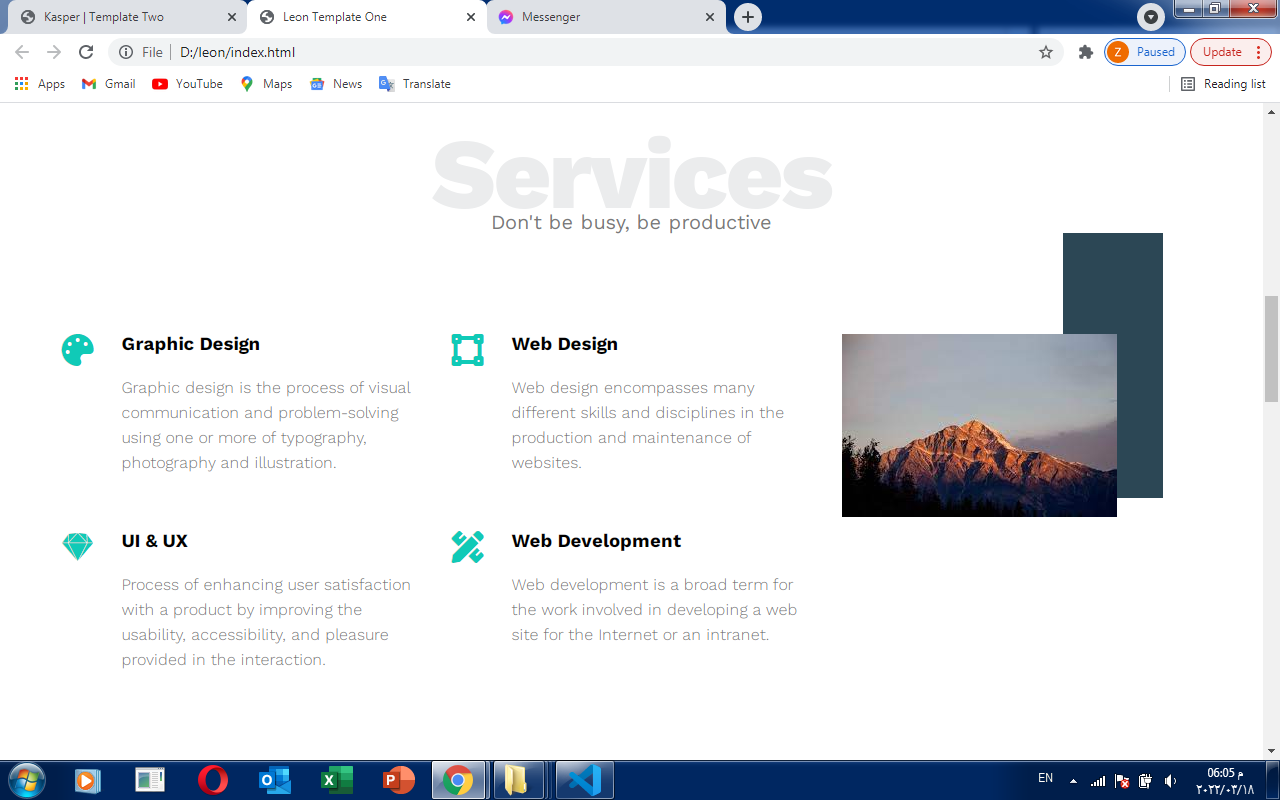 Kasper | Template Two
Leon Template One
Messenger
File
D:/leon/index.html
Z
Paused
Update
Apps
Gmail
YouTube
Maps
News
Translate
Reading list
Services
Don't be busy, be productive
Graphic Design
Graphic design is the process of visual
communication and problem-solving
using one or more of typography,
photography and illustration.
Web Design
Web design encompasses many
different skills and disciplines in the
production and maintenance of
websites.
UI & UX
Process of enhancing user satisfaction
with a product by improving the
usability, accessibility, and pleasure
provided in the interaction.
Web Development
Web development is a broad term for
the work involved in developing a web
site for the Internet or an intranet.
EN
06:05 م
٢٠٢٢/٠٣/١٨